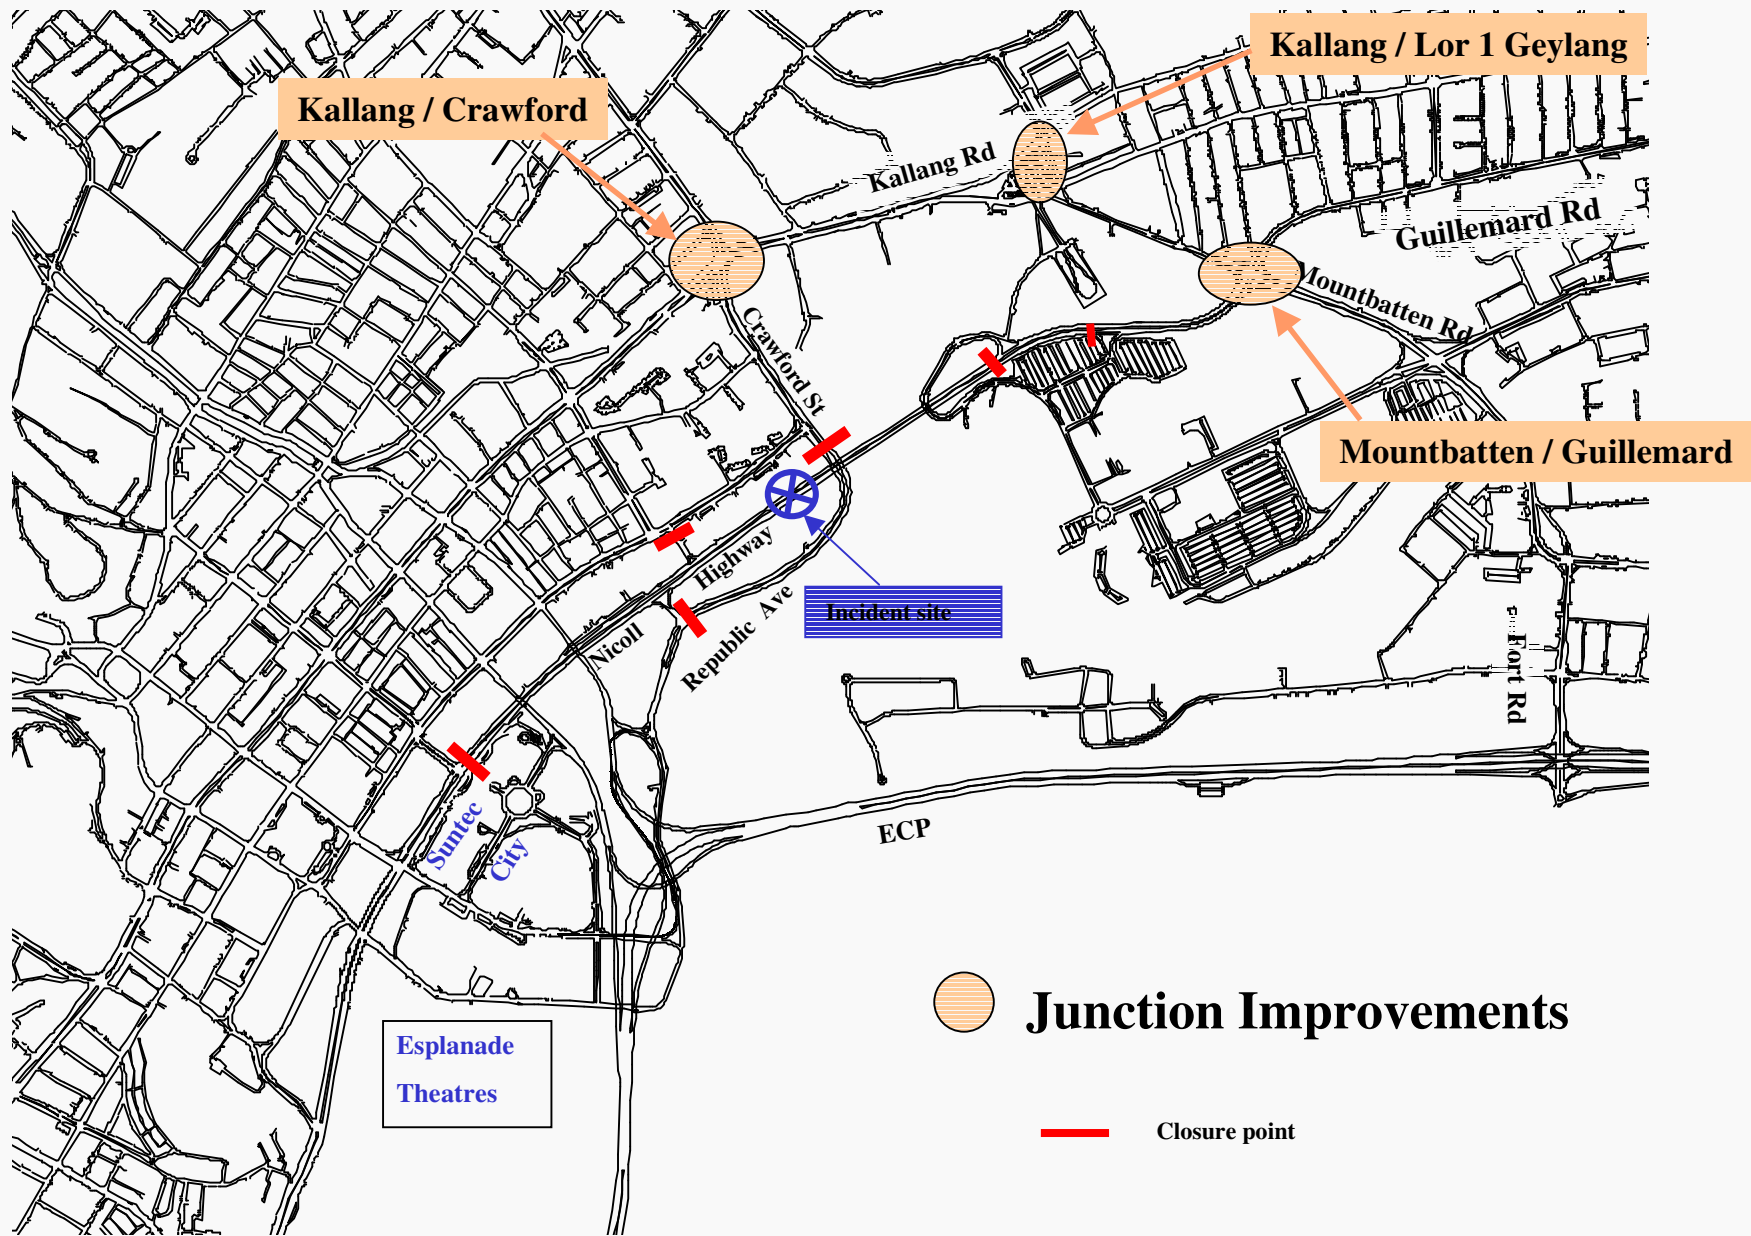 Kallang / Lor 1 Geylang
Kallang / Crawford
Kallang Rd
Guillemard Rd
Mountbatten Rd
Crawford St
Mountbatten / Guillemard
Nicoll Highway
Republic Ave
Incident site
Fort Rd
Suntec
City
ECP
Junction Improvements
Esplanade
Theatres
Closure point